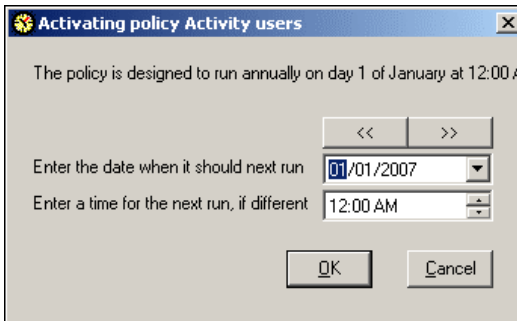 Activating policy Activity users
The policy is designed to run annually on day 1 of January at 12:00
<< >>
Enter the date when it should next run 01/01/2007
Enter a time for the next run, if different 12:00 AM
OK Cancel